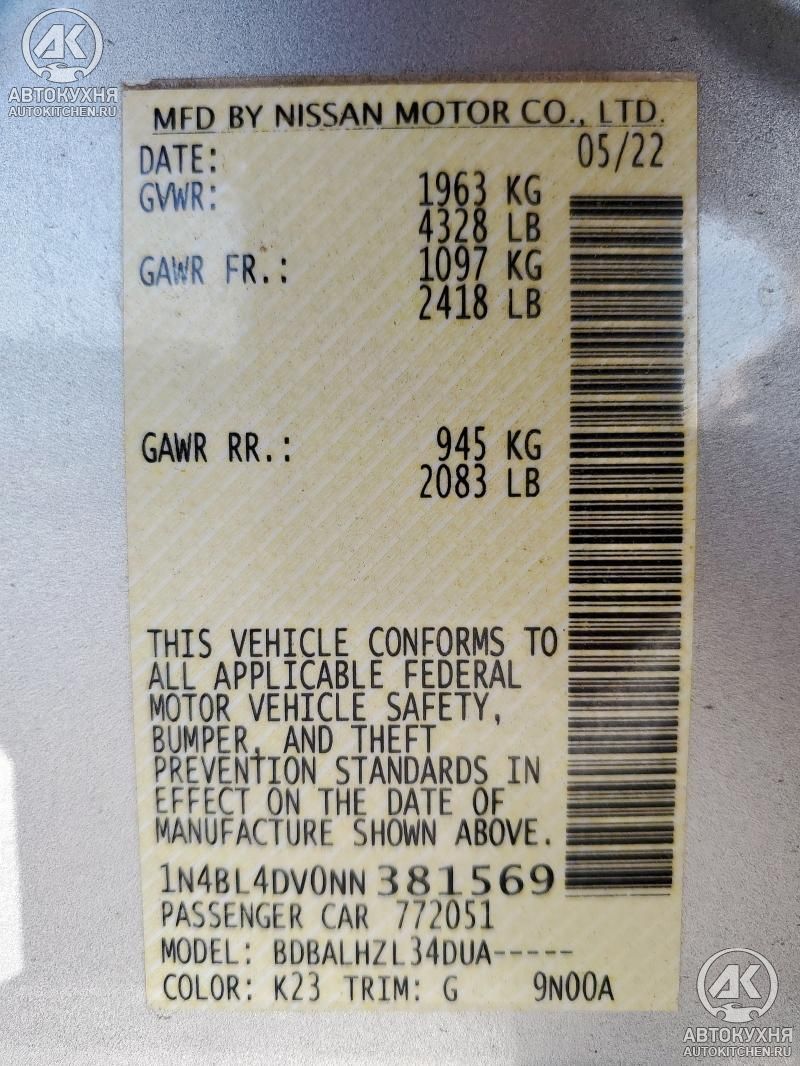 АК
АВТОКУХНЯ
AUTOKITCHEN.RU
MFD BY NISSAN MOTOR CO., LTD.
DATE: 05/22
GVWR: 1963 KG
4328 LB
GAWR FR.: 1097 KG
2418 LB
GAWR RR.: 945 KG
2083 LB
THIS VEHICLE CONFORMS TO
ALL APPLICABLE FEDERAL
MOTOR VEHICLE SAFETY,
BUMPER, AND THEFT
PREVENTION STANDARDS IN
EFFECT ON THE DATE OF
MANUFACTURE SHOWN ABOVE.
1N4BL4DV0NN381569
PASSENGER CAR 772051
MODEL: BDBALHZL34DUA-----
COLOR: K23 TRIM: G 9N00A
АК
АВТОКУХНЯ
AUTOKITCHEN.RU